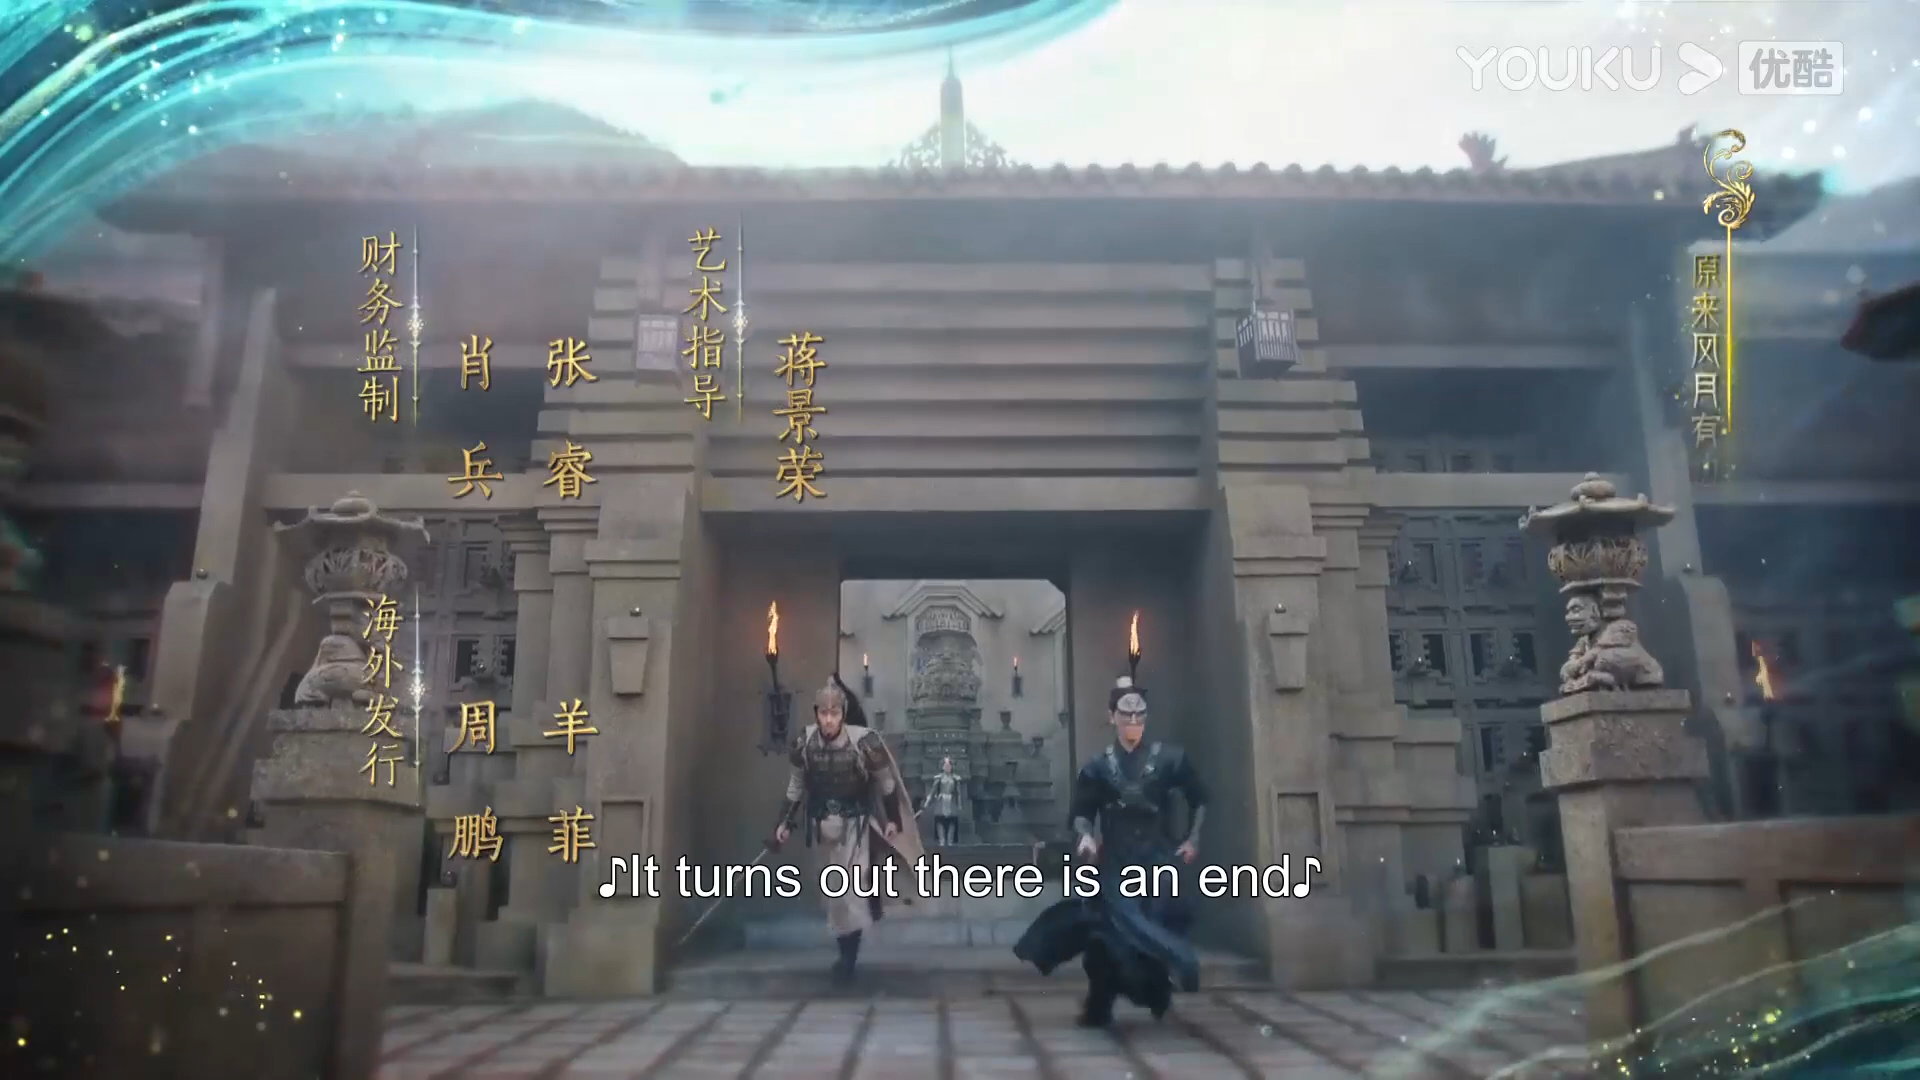 YOUKU 优酷
原来风月有
艺术指导
蒋景荣
财务监制
张睿
肖兵
海外发行
羊菲
周鹏
♪It turns out there is an end♪